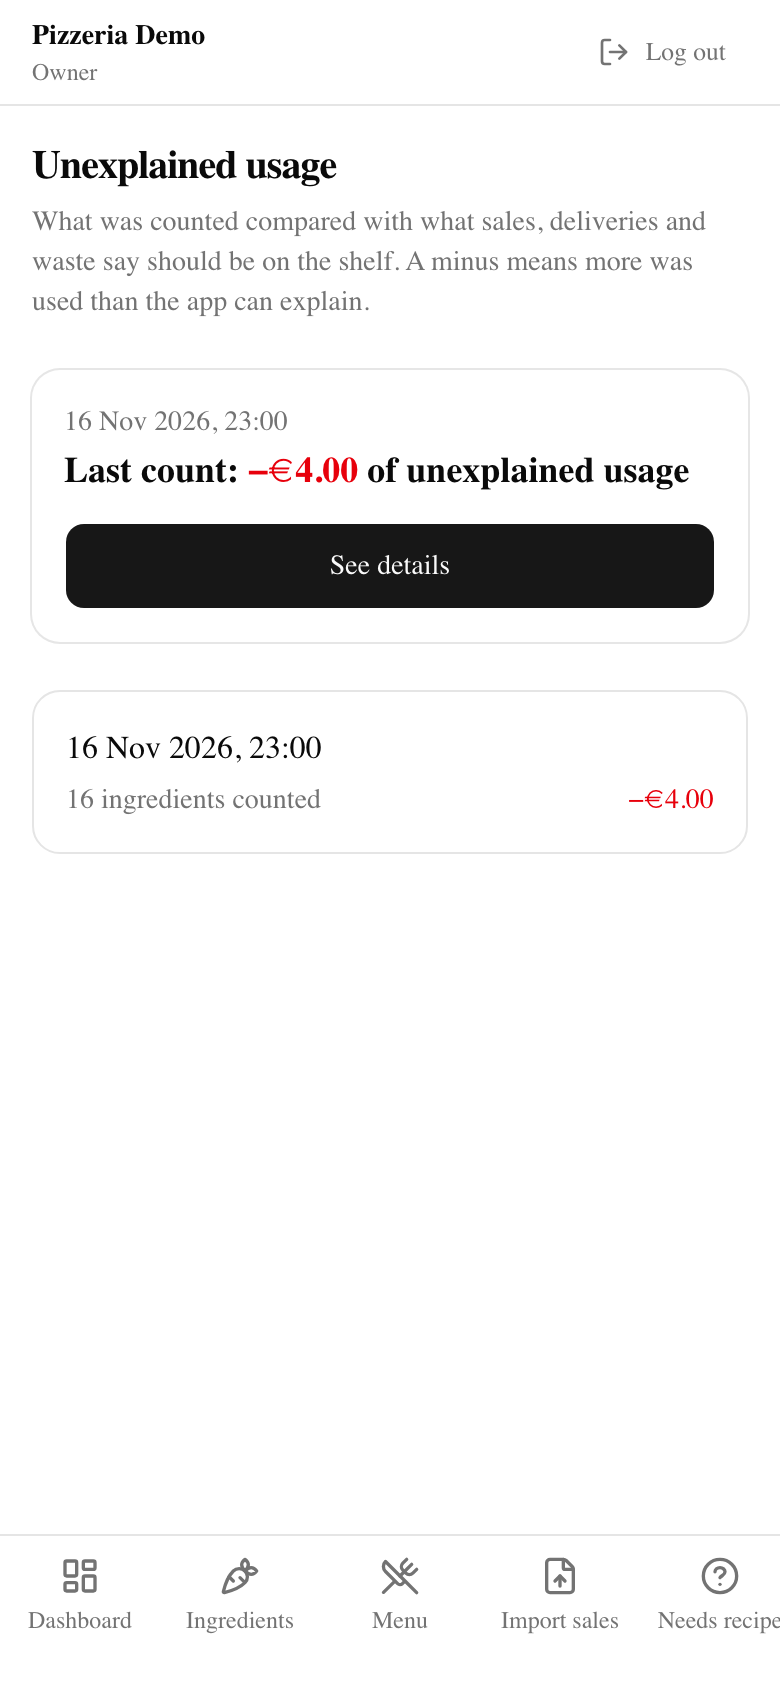 Pizzeria Demo
Owner
Log out
Unexplained usage
What was counted compared with what sales, deliveries and
waste say should be on the shelf. A minus means more was
used than the app can explain.
16 Nov 2026, 23:00
Last count: –€4.00 of unexplained usage
See details
16 Nov 2026, 23:00
16 ingredients counted
–€4.00
Dashboard
Ingredients
Menu
Import sales
Needs recipe